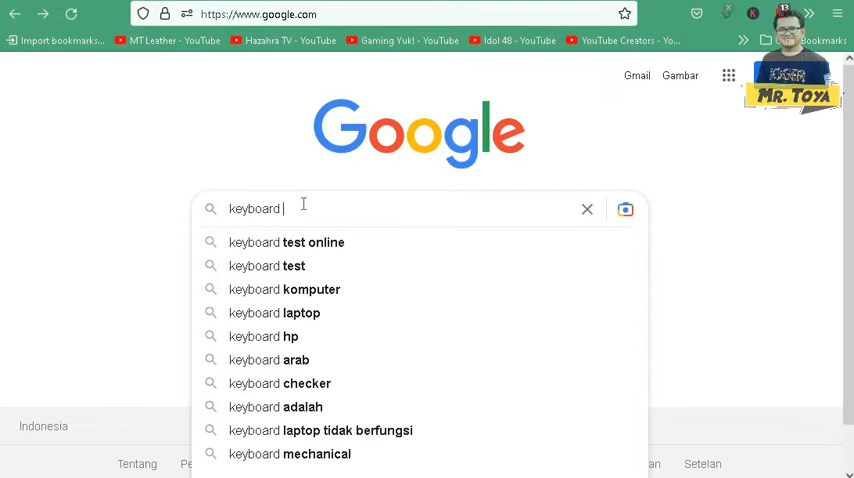 https://www.google.com
13
Import bookmarks...
MT Leather - YouTube
Hazahra TV - YouTube
Gaming Yuk! - YouTube
Idol 48 - YouTube
YouTube Creators - Yo...
Bookmarks
Gmail
Gambar
MR. TOYA
Google
keyboard
keyboard test online
keyboard test
keyboard komputer
keyboard laptop
keyboard hp
keyboard arab
keyboard checker
keyboard adalah
keyboard laptop tidak berfungsi
keyboard mechanical
Indonesia
Tentang
Setelan